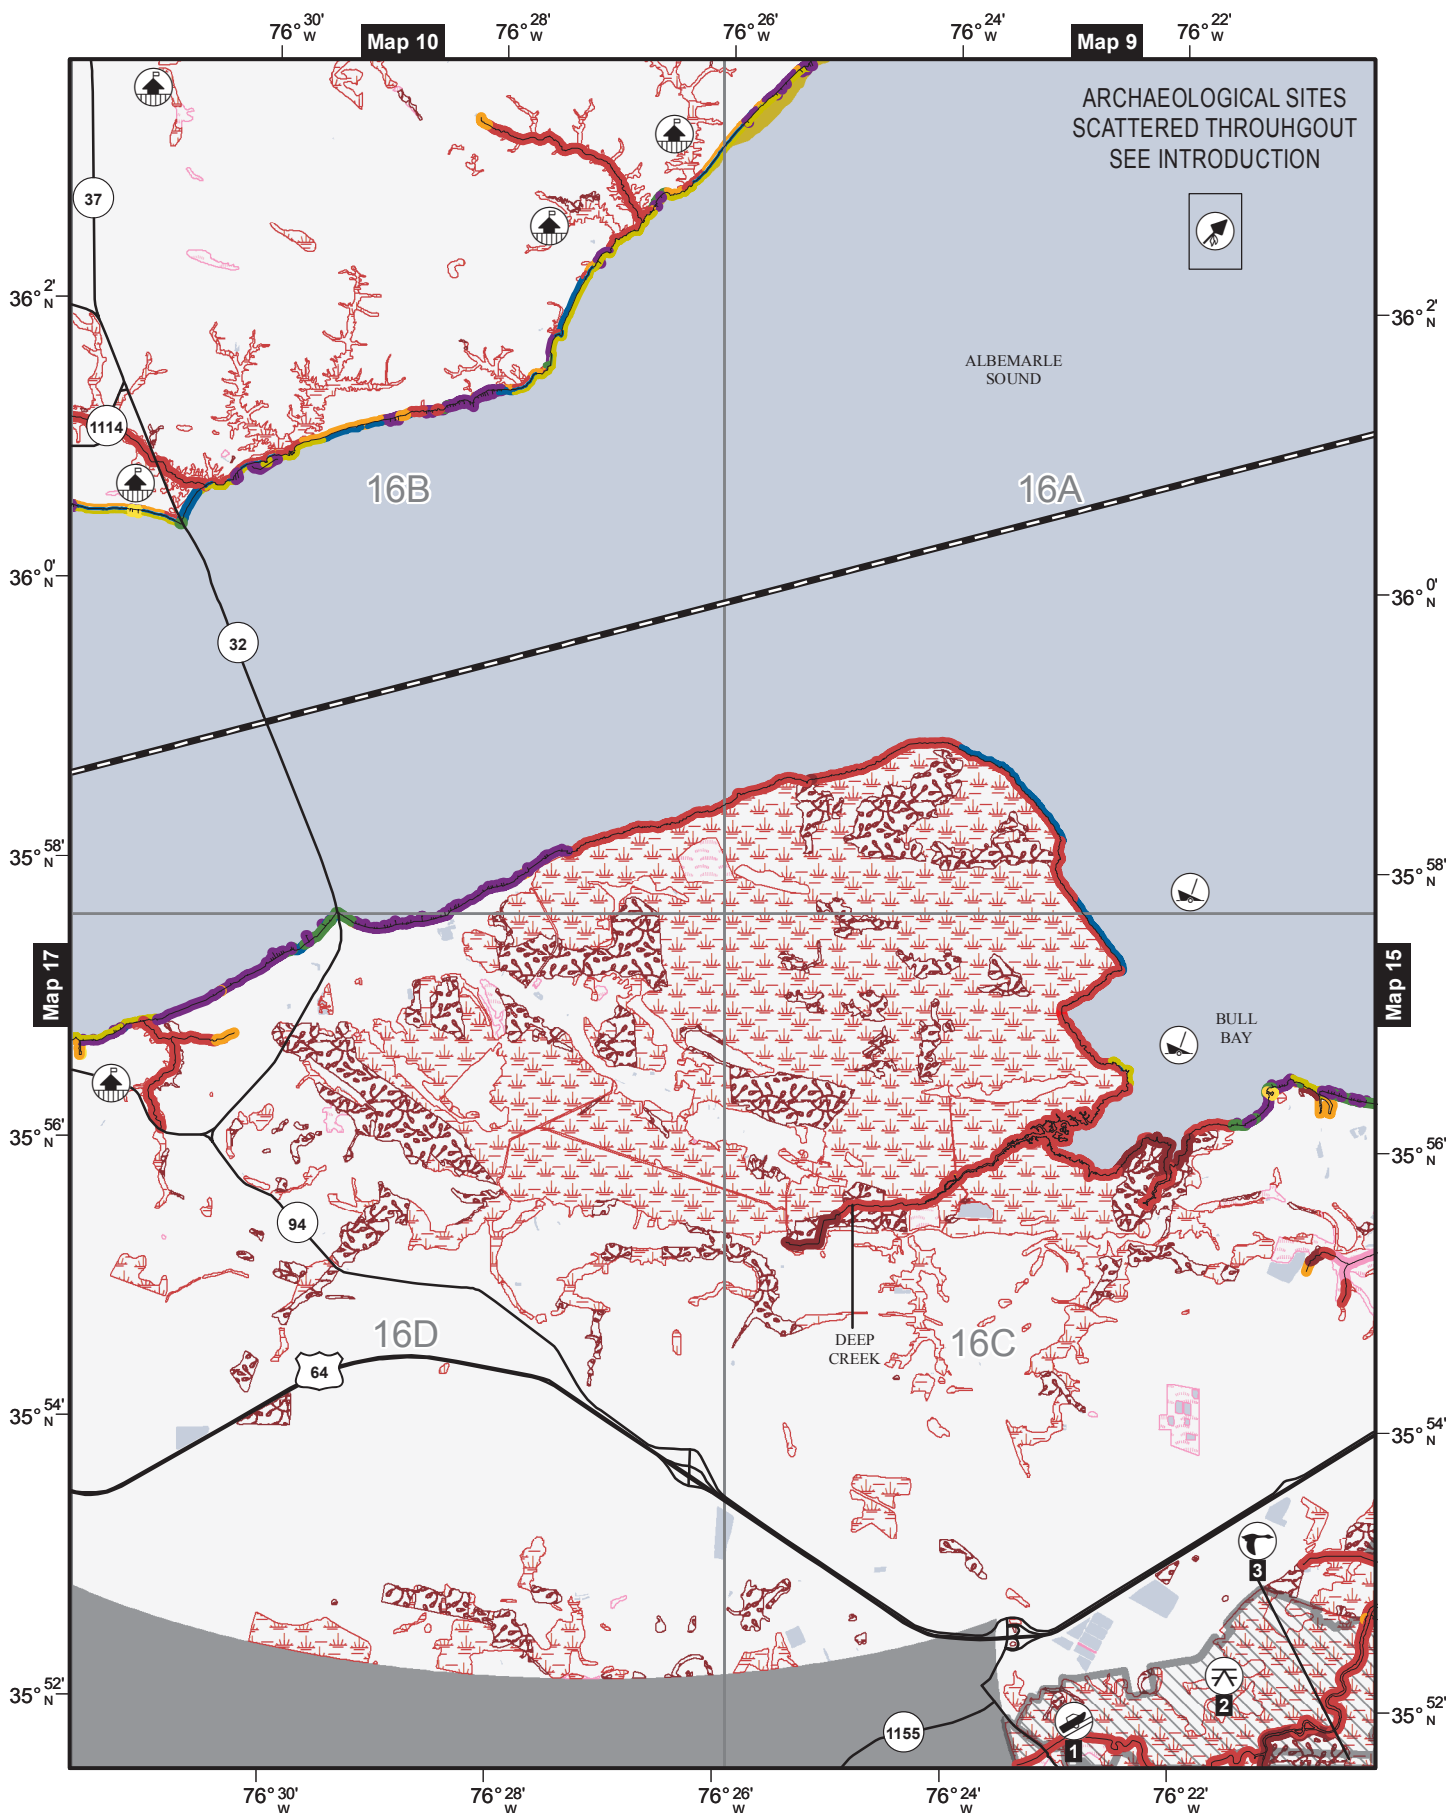 76° 30' W
76° 28' W
76° 26' W
76° 24' W
76° 22' W
Map 10
Map 9
ARCHAEOLOGICAL SITES
SCATTERED THROUHGOUT
SEE INTRODUCTION
37
36° 2' N
36° 2' N
ALBEMARLE
SOUND
1114
16B
16A
36° 0' N
36° 0' N
32
35° 58' N
35° 58' N
Map 17
Map 15
BULL
BAY
35° 56' N
35° 56' N
94
16D
DEEP
CREEK
16C
64
35° 54' N
35° 54' N
3
2
35° 52' N
35° 52' N
1155
1
76° 30' W
76° 28' W
76° 26' W
76° 24' W
76° 22' W